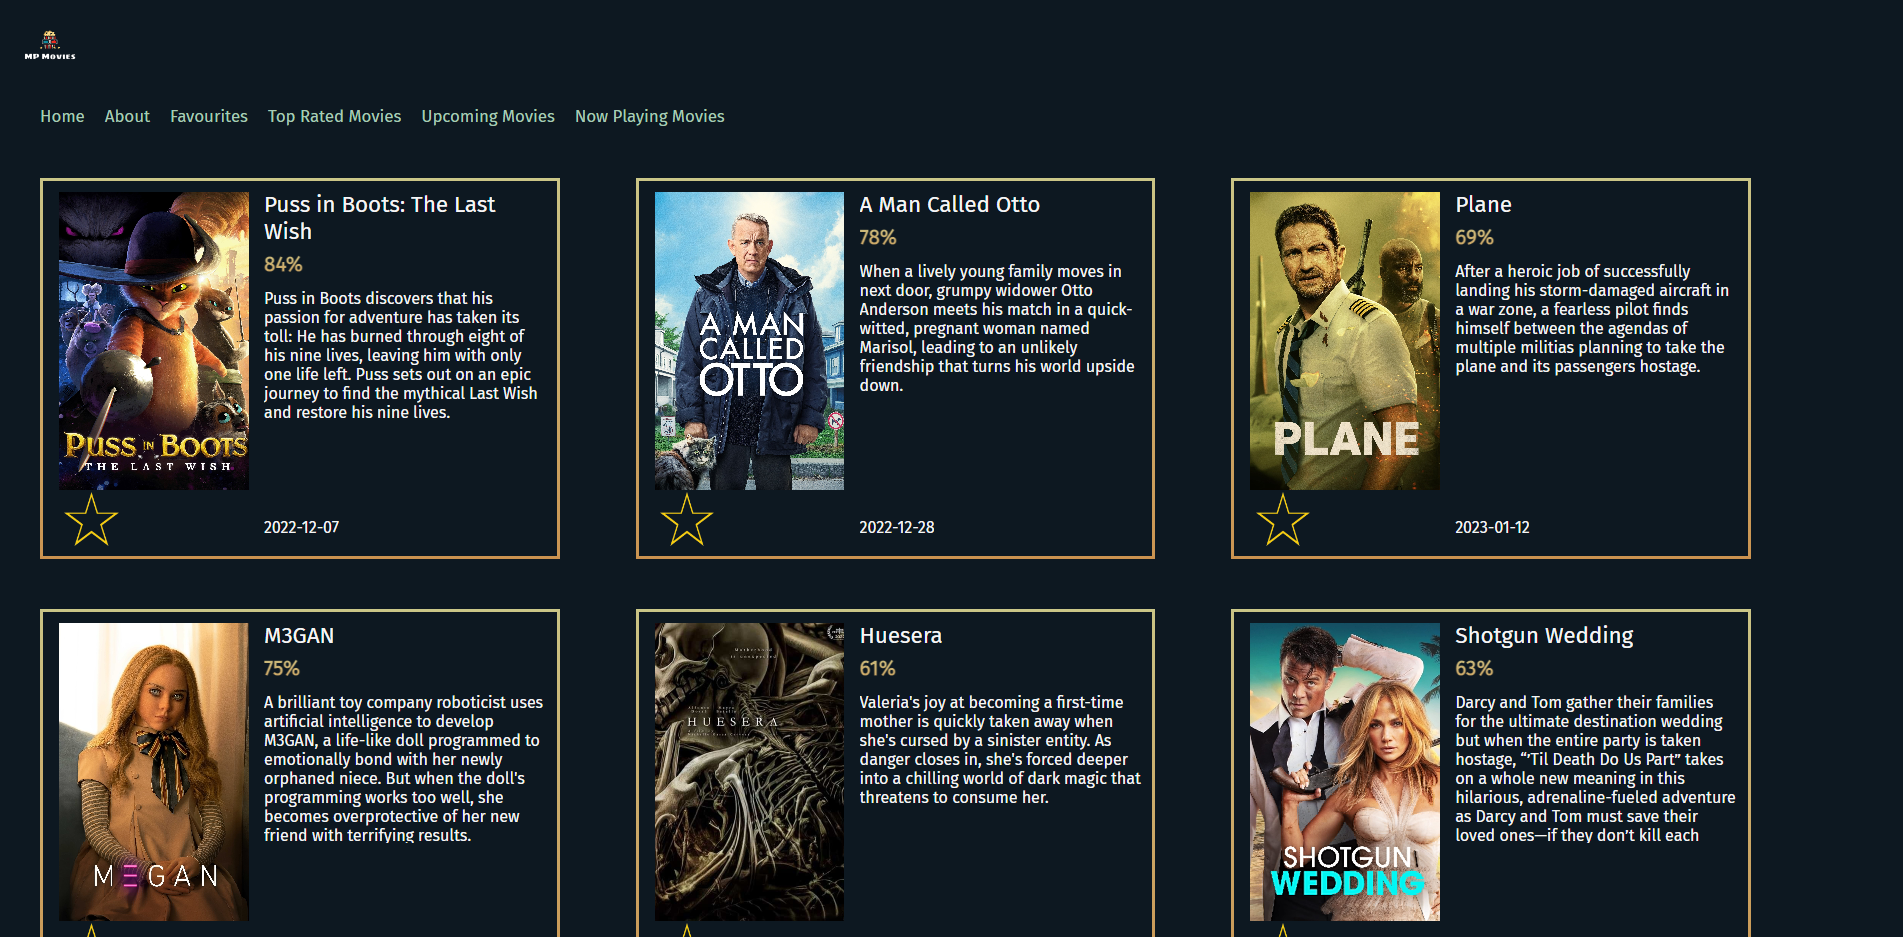 MP MOVIES
Home About Favourites Top Rated Movies Upcoming Movies Now Playing Movies
Puss in Boots: The Last
Wish
84%
Puss in Boots discovers that his
passion for adventure has taken its
toll: He has burned through eight of
his nine lives, leaving him with only
one life left. Puss sets out on an epic
journey to find the mythical Last Wish
and restore his nine lives.
PUSS IN BOOTS
THE LAST WISH
2022-12-07
A Man Called Otto
78%
When a lively young family moves in
next door, grumpy widower Otto
Anderson meets his match in a quick-
witted, pregnant woman named
Marisol, leading to an unlikely
friendship that turns his world upside
down.
A MAN
CALLED
OTTO
2022-12-28
Plane
69%
After a heroic job of successfully
landing his storm-damaged aircraft in
a war zone, a fearless pilot finds
himself between the agendas of
multiple militias planning to take the
plane and its passengers hostage.
PLANE
2023-01-12
M3GAN
75%
A brilliant toy company roboticist uses
artificial intelligence to develop
M3GAN, a life-like doll programmed to
emotionally bond with her newly
orphaned niece. But when the doll's
programming works too well, she
becomes overprotective of her new
friend with terrifying results.
M3GAN
Huesera
61%
Valeria's joy at becoming a first-time
mother is quickly taken away when
she's cursed by a sinister entity. As
danger closes in, she's forced deeper
into a chilling world of dark magic that
threatens to consume her.
Motherhood
is unexpected
HUESERA
Shotgun Wedding
63%
Darcy and Tom gather their families
for the ultimate destination wedding
but when the entire party is taken
hostage, “’Til Death Do Us Part” takes
on a whole new meaning in this
hilarious, adrenaline-fueled adventure
as Darcy and Tom must save their
loved ones—if they don’t kill each
SHOTGUN
WEDDING